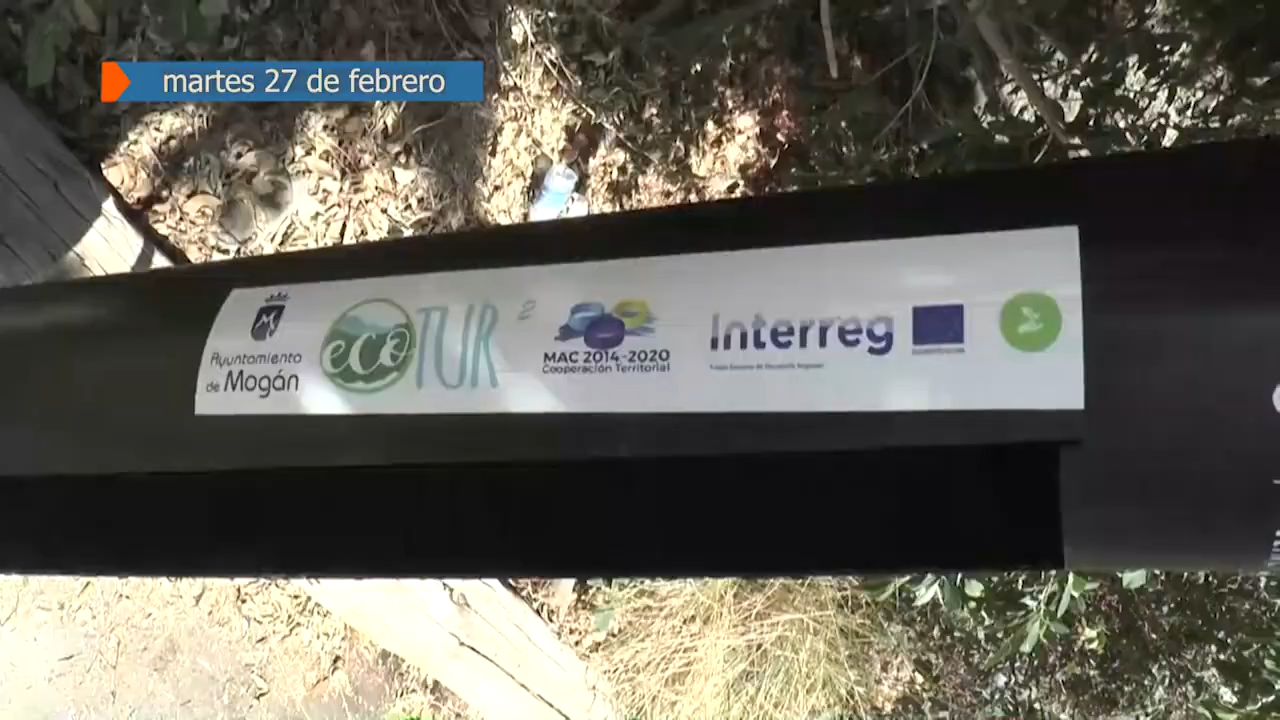 martes 27 de febrero
Ayuntamiento
de Mogán
ecoTUR 2
MAC 2014-2020
Cooperación Territorial
Interreg